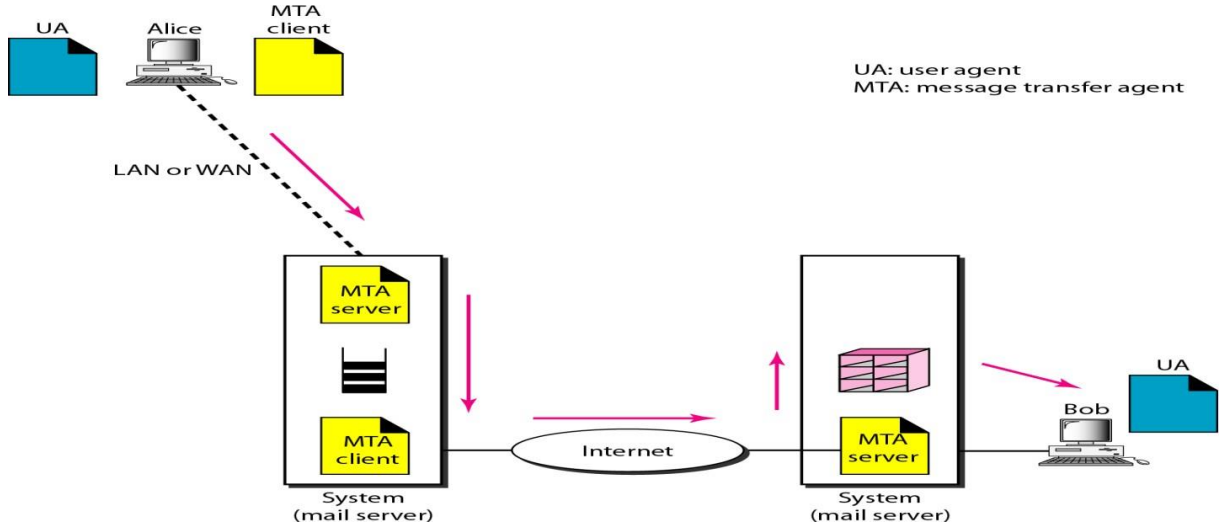 UA
Alice
MTA
client
UA: user agent
MTA: message transfer agent
LAN or WAN
MTA
server
MTA
client
System
(mail server)
Internet
MTA
server
System
(mail server)
Bob
UA